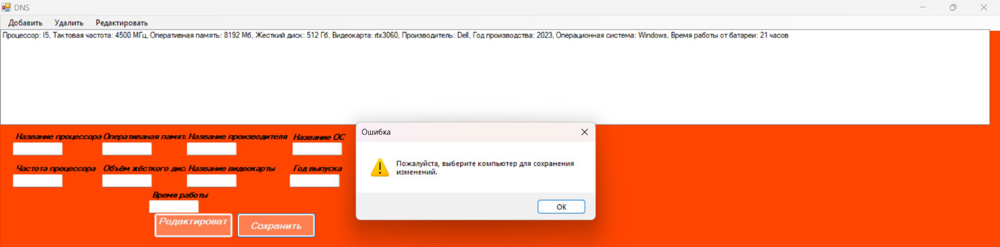 DNS
Добавить Удалить Редактировать
Процессор: I5, Тактовая частота: 4500 МГц, Оперативная память: 8192 Мб, Жесткий диск: 512 Гб, Видеокарта: rtx3060, Производитель: Dell, Год производства: 2023, Операционная система: Windows, Время работы от батареи: 21 часов
Название процессора Оперативаная памят Название производителя Название ОС
Частота процессора Объём жёсткого дис Название видеокарты Год выпуска
Время работы
Редактироват Сохранить
Ошибка
Пожалуйста, выберите компьютер для сохранения
изменений.
OK